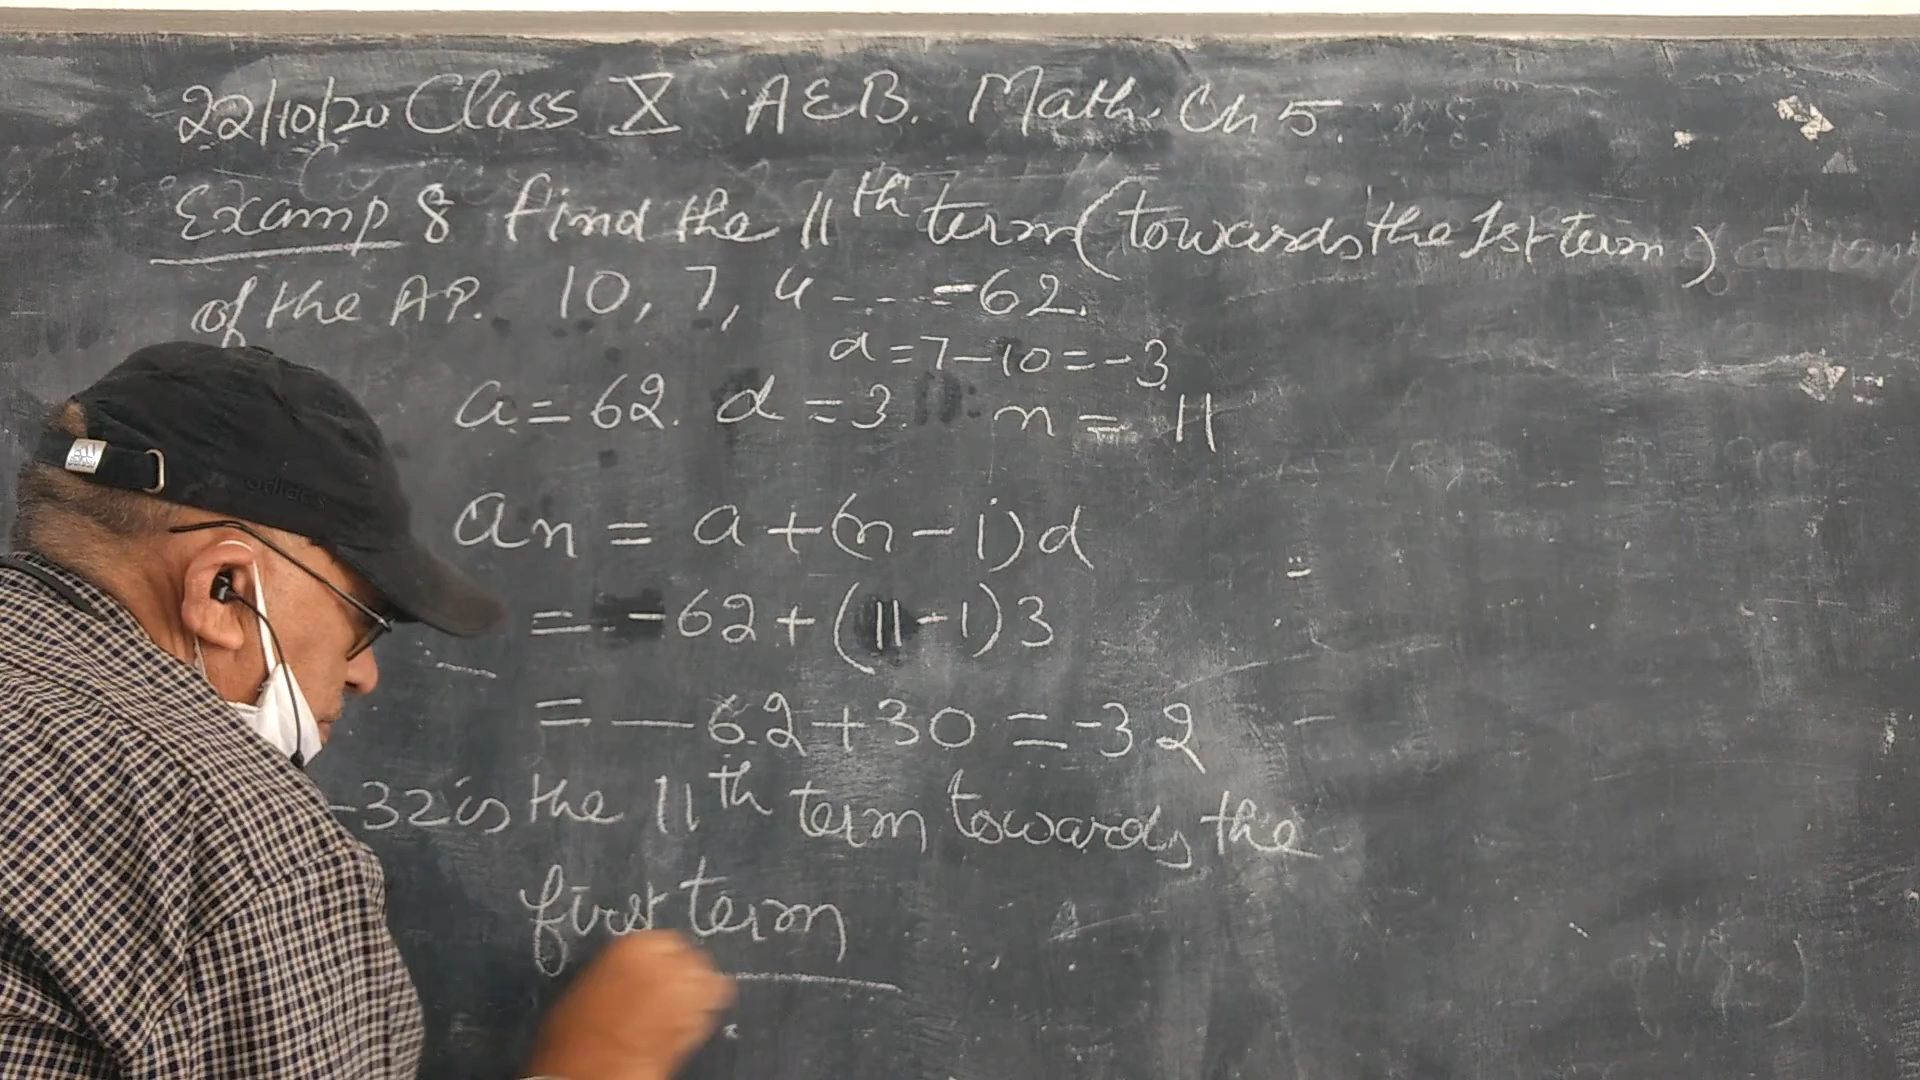 22/10/20 Class X A&B. Math. Ch 5.
Examp 8 find the 11th term (towards the 1st term)
of the AP. 10, 7, 4 - - - -62.
d = 7-10 = -3
a = 62. d = 3. n = 11
an = a + (n - 1) d
= -62 + (11-1) 3
= -62+30 = -32
-32 is the 11th term towards the
first term
adidas